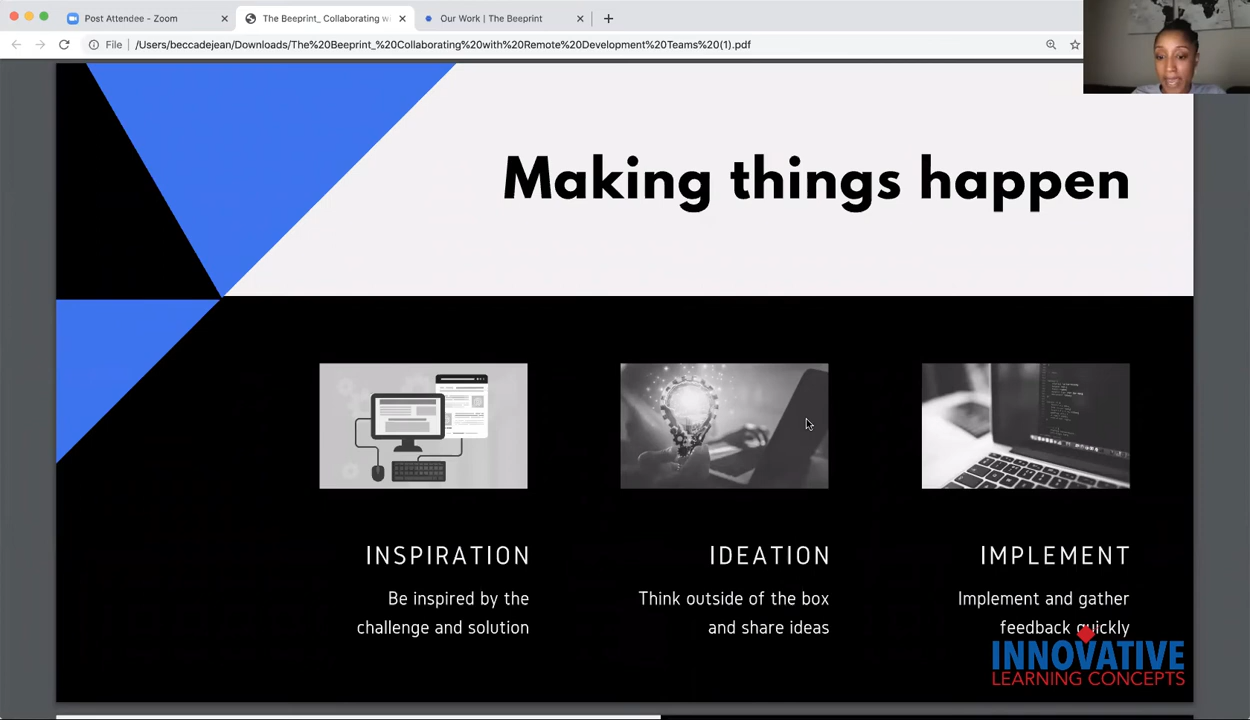 Post Attendee - Zoom
The Beeprint_ Collaborating w
Our Work | The Beeprint
File
/Users/beccadejean/Downloads/The%20Beeprint_%20Collaborating%20with%20Remote%20Development%20Teams%20(1).pdf
Making things happen
INSPIRATION
Be inspired by the
challenge and solution
IDEATION
Think outside of the box
and share ideas
IMPLEMENT
Implement and gather
feedback quickly
INNOVATIVE
LEARNING CONCEPTS